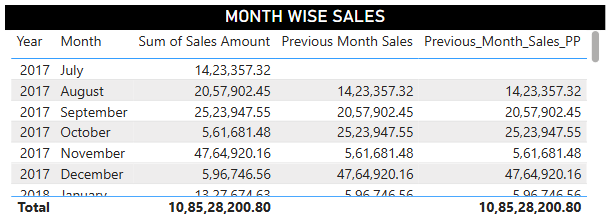 MONTH WISE SALES
Year Month Sum of Sales Amount Previous Month Sales Previous_Month_Sales_PP
2017 July 14,23,357.32
2017 August 20,57,902.45 14,23,357.32 14,23,357.32
2017 September 25,23,947.55 20,57,902.45 20,57,902.45
2017 October 5,61,681.48 25,23,947.55 25,23,947.55
2017 November 47,64,920.16 5,61,681.48 5,61,681.48
2017 December 5,96,746.56 47,64,920.16 47,64,920.16
2018 January 13,27,674.63 5,96,746.56 5,96,746.56
Total 10,85,28,200.80 10,85,28,200.80